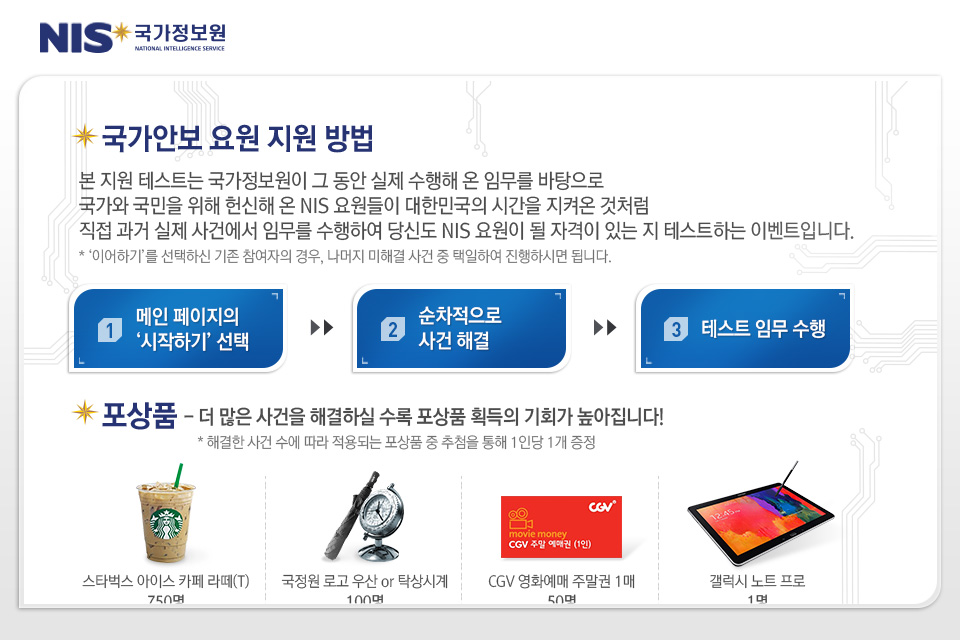 NIS 국가정보원
NATIONAL INTELLIGENCE SERVICE
국가안보 요원 지원 방법
본 지원 테스트는 국가정보원이 그 동안 실제 수행해 온 임무를 바탕으로
국가와 국민을 위해 헌신해 온 NIS 요원들이 대한민국의 시간을 지켜온 것처럼
직접 과거 실제 사건에서 임무를 수행하여 당신도 NIS 요원이 될 자격이 있는 지 테스트하는 이벤트입니다.
* ‘이어하기’를 선택하신 기존 참여자의 경우, 나머지 미해결 사건 중 택일하여 진행하시면 됩니다.
1 메인 페이지의
‘시작하기’ 선택
2 순차적으로
사건 해결
3 테스트 임무 수행
포상품 – 더 많은 사건을 해결하실 수록 포상품 획득의 기회가 높아집니다!
* 해결한 사건 수에 따라 적용되는 포상품 중 추첨을 통해 1인당 1개 증정
CGV
movie money
CGV 주말 예매권 (1인)
12:45
스타벅스 아이스 카페 라떼(T)
750명
국정원 로고 우산 or 탁상시계
100명
CGV 영화예매 주말권 1매
50명
갤럭시 노트 프로
1명